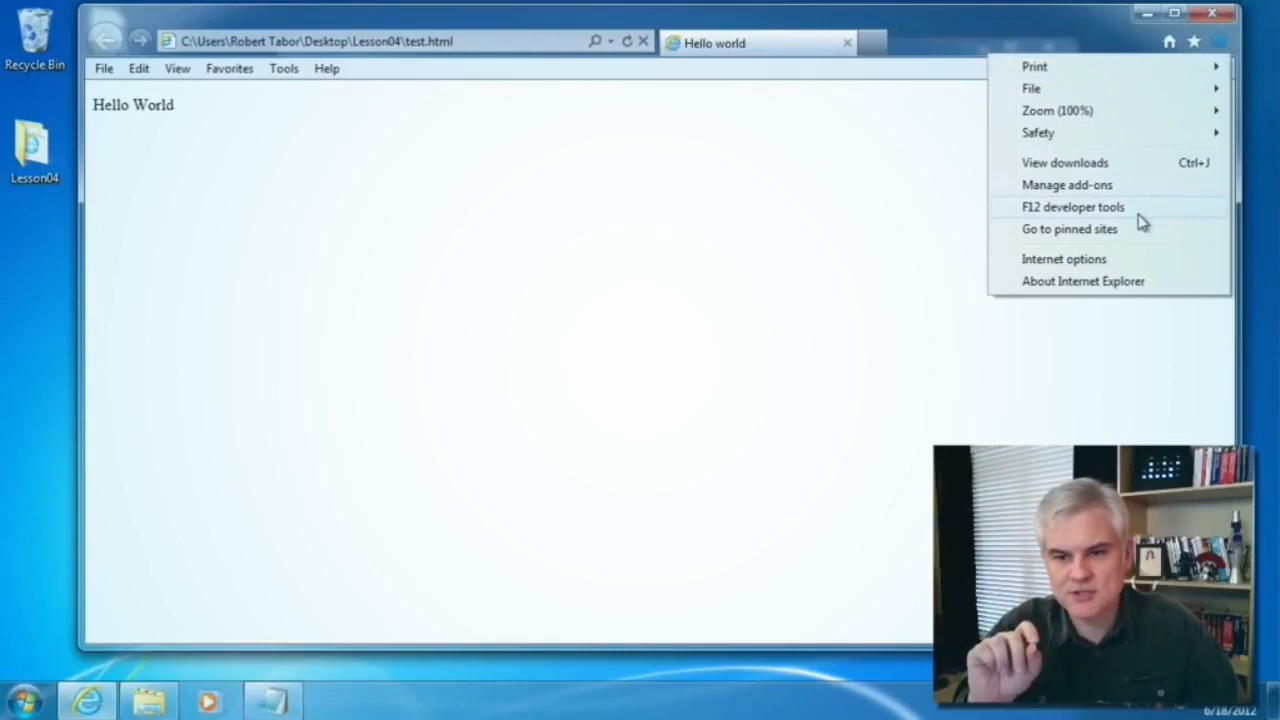 Recycle Bin
Lesson04
C:\Users\Robert Tabor\Desktop\Lesson04\test.html
Hello world
File Edit View Favorites Tools Help
Hello World
Print
File
Zoom (100%)
Safety
View downloads Ctrl+J
Manage add-ons
F12 developer tools
Go to pinned sites
Internet options
About Internet Explorer
6/18/2012